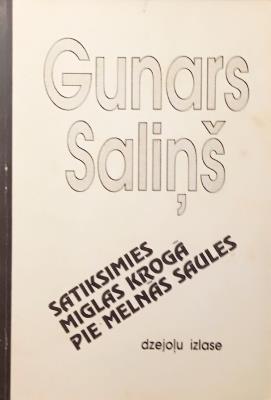 Gunars
Saliņš
SATIKSIMIES
MIGLAS KROGĀ
PIE MELNĀS SAULES
dzejoļu izlase